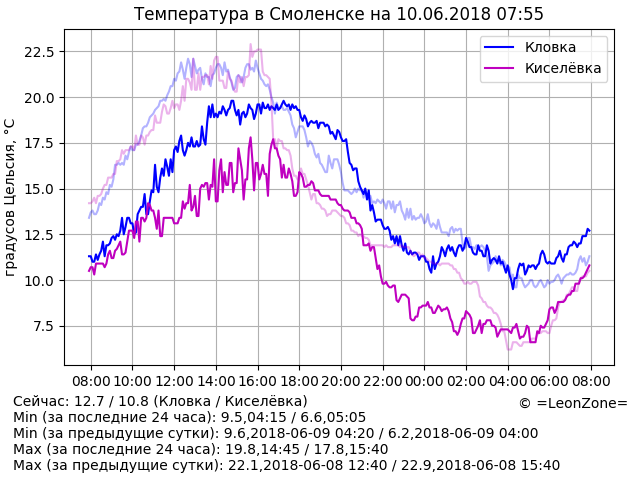 Температура в Смоленске на 10.06.2018 07:55
Кловка
Киселёвка
градусов Цельсия, °C
22.5
20.0
17.5
15.0
12.5
10.0
7.5
08:00 10:00 12:00 14:00 16:00 18:00 20:00 22:00 00:00 02:00 04:00 06:00 08:00
Сейчас: 12.7 / 10.8 (Кловка / Киселёвка)
© =LeonZone=
Min (за последние 24 часа): 9.5,04:15 / 6.6,05:05
Min (за предыдущие сутки): 9.6,2018-06-09 04:20 / 6.2,2018-06-09 04:00
Max (за последние 24 часа): 19.8,14:45 / 17.8,15:40
Max (за предыдущие сутки): 22.1,2018-06-08 12:40 / 22.9,2018-06-08 15:40